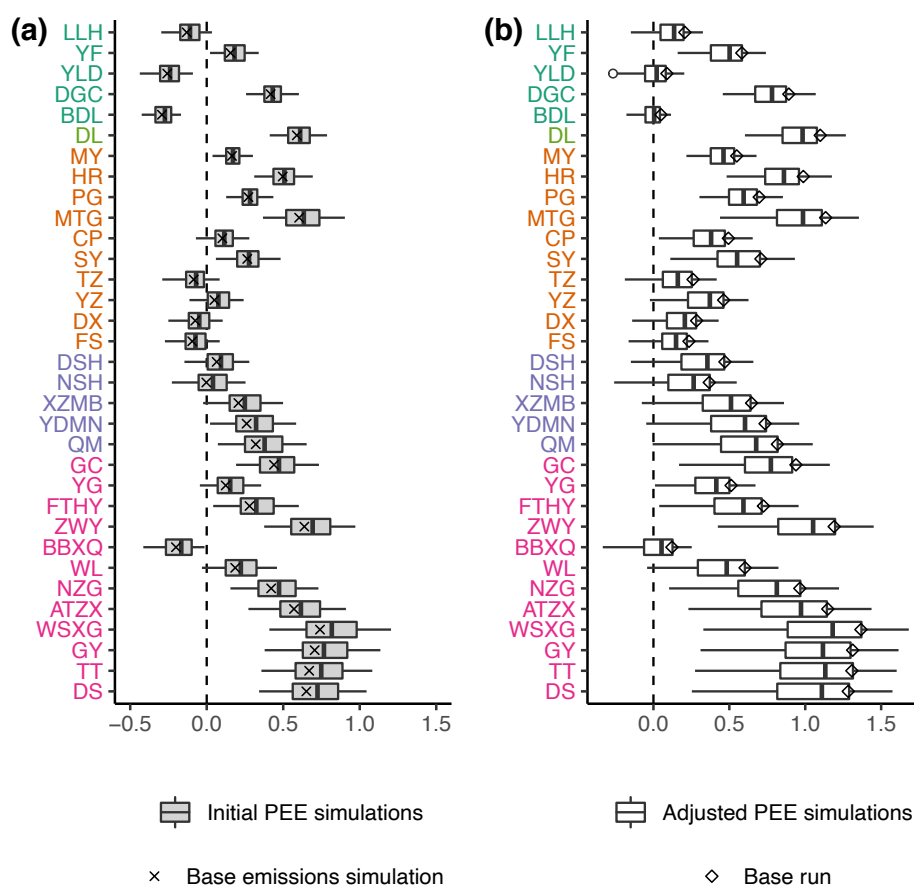 (a)
LLH
YF
YLD
DGC
BDL
DL
MY
HR
PG
MTG
CP
SY
TZ
YZ
DX
FS
DSH
NSH
XZMB
YDMN
QM
GC
YG
FTHY
ZWY
BBXQ
WL
NZG
ATZX
WSXG
GY
TT
DS
−0.5 0.0 0.5 1.0 1.5
(b)
LLH
YF
YLD
DGC
BDL
DL
MY
HR
PG
MTG
CP
SY
TZ
YZ
DX
FS
DSH
NSH
XZMB
YDMN
QM
GC
YG
FTHY
ZWY
BBXQ
WL
NZG
ATZX
WSXG
GY
TT
DS
0.0 0.5 1.0 1.5
Initial PEE simulations
Adjusted PEE simulations
Base emissions simulation
Base run